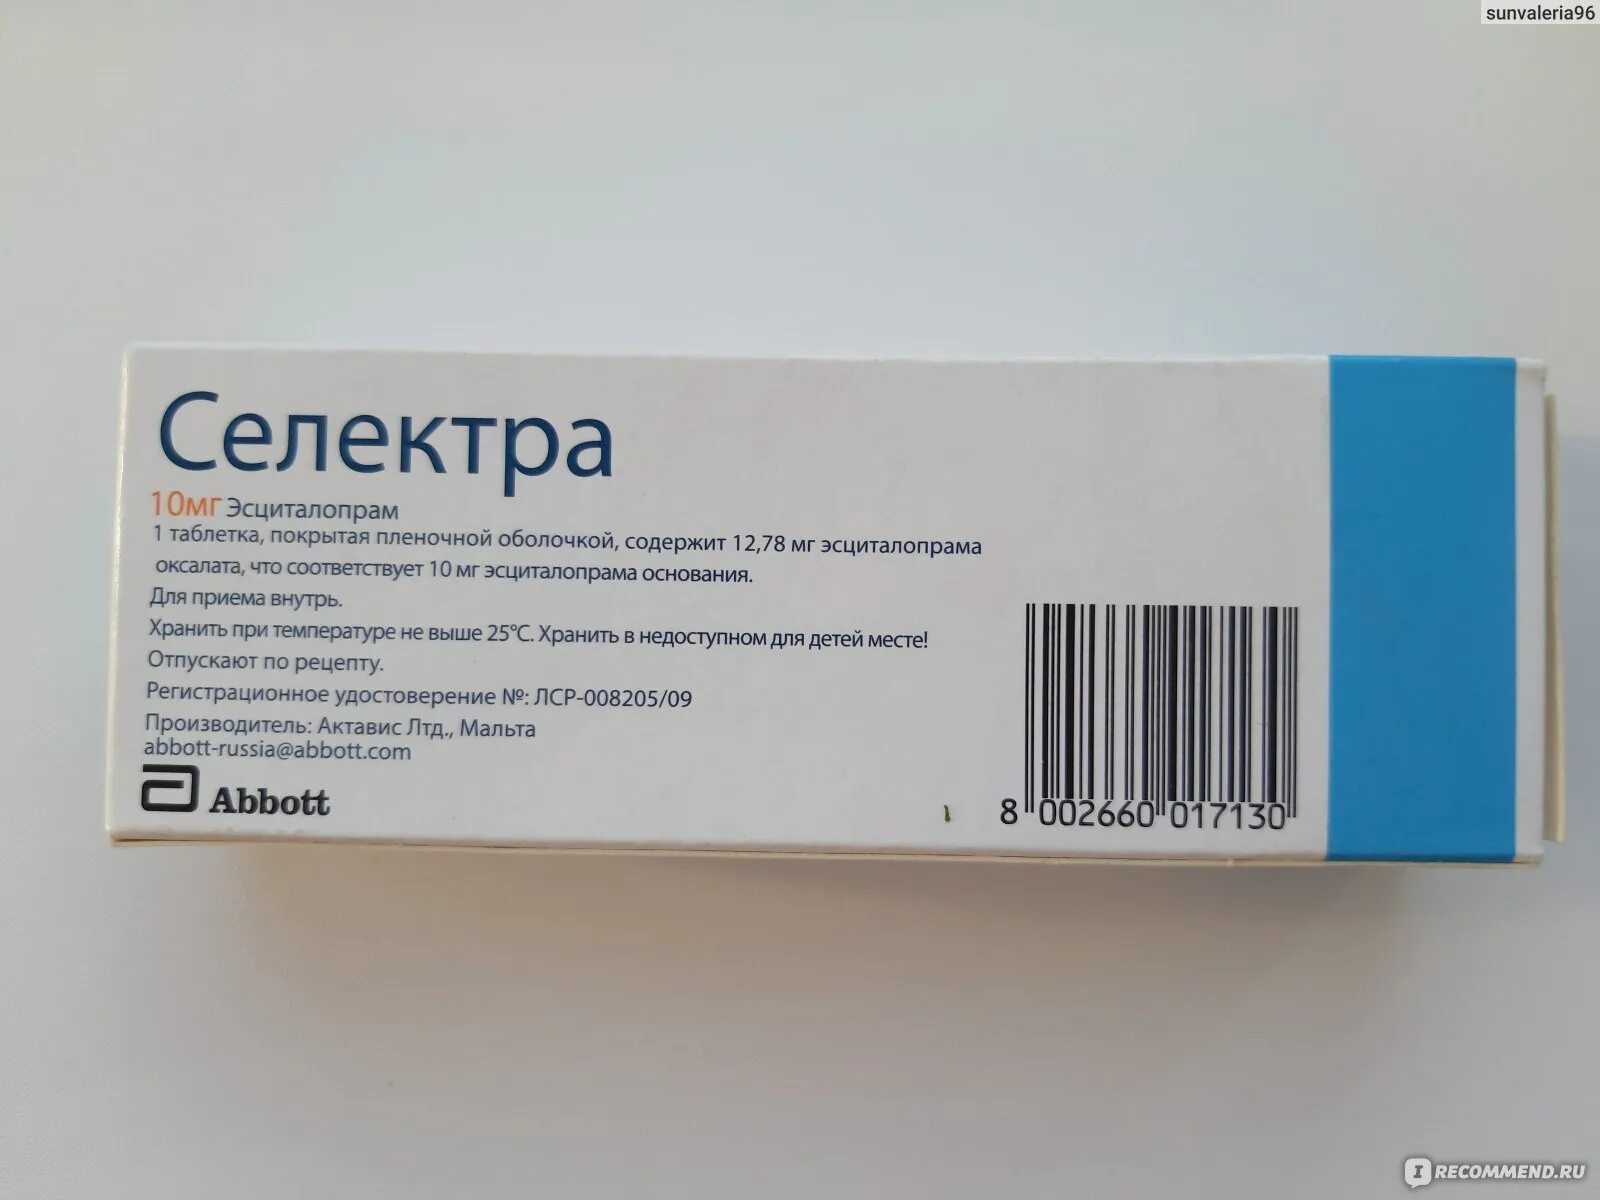 sunvaleria96
Селектра
10мг Эсциталопрам
1 таблетка, покрытая пленочной оболочкой, содержит 12,78 мг эсциталопрама
оксалата, что соответствует 10 мг эсциталопрама основания.
Для приема внутрь.
Хранить при температуре не выше 25°C. Хранить в недоступном для детей месте!
Отпускают по рецепту.
Регистрационное удостоверение №: ЛСР-008205/09
Производитель: Актавис Лтд., Мальта
abbott-russia@abbott.com
Abbott
8 002660 017130
IRECOMMEND.RU